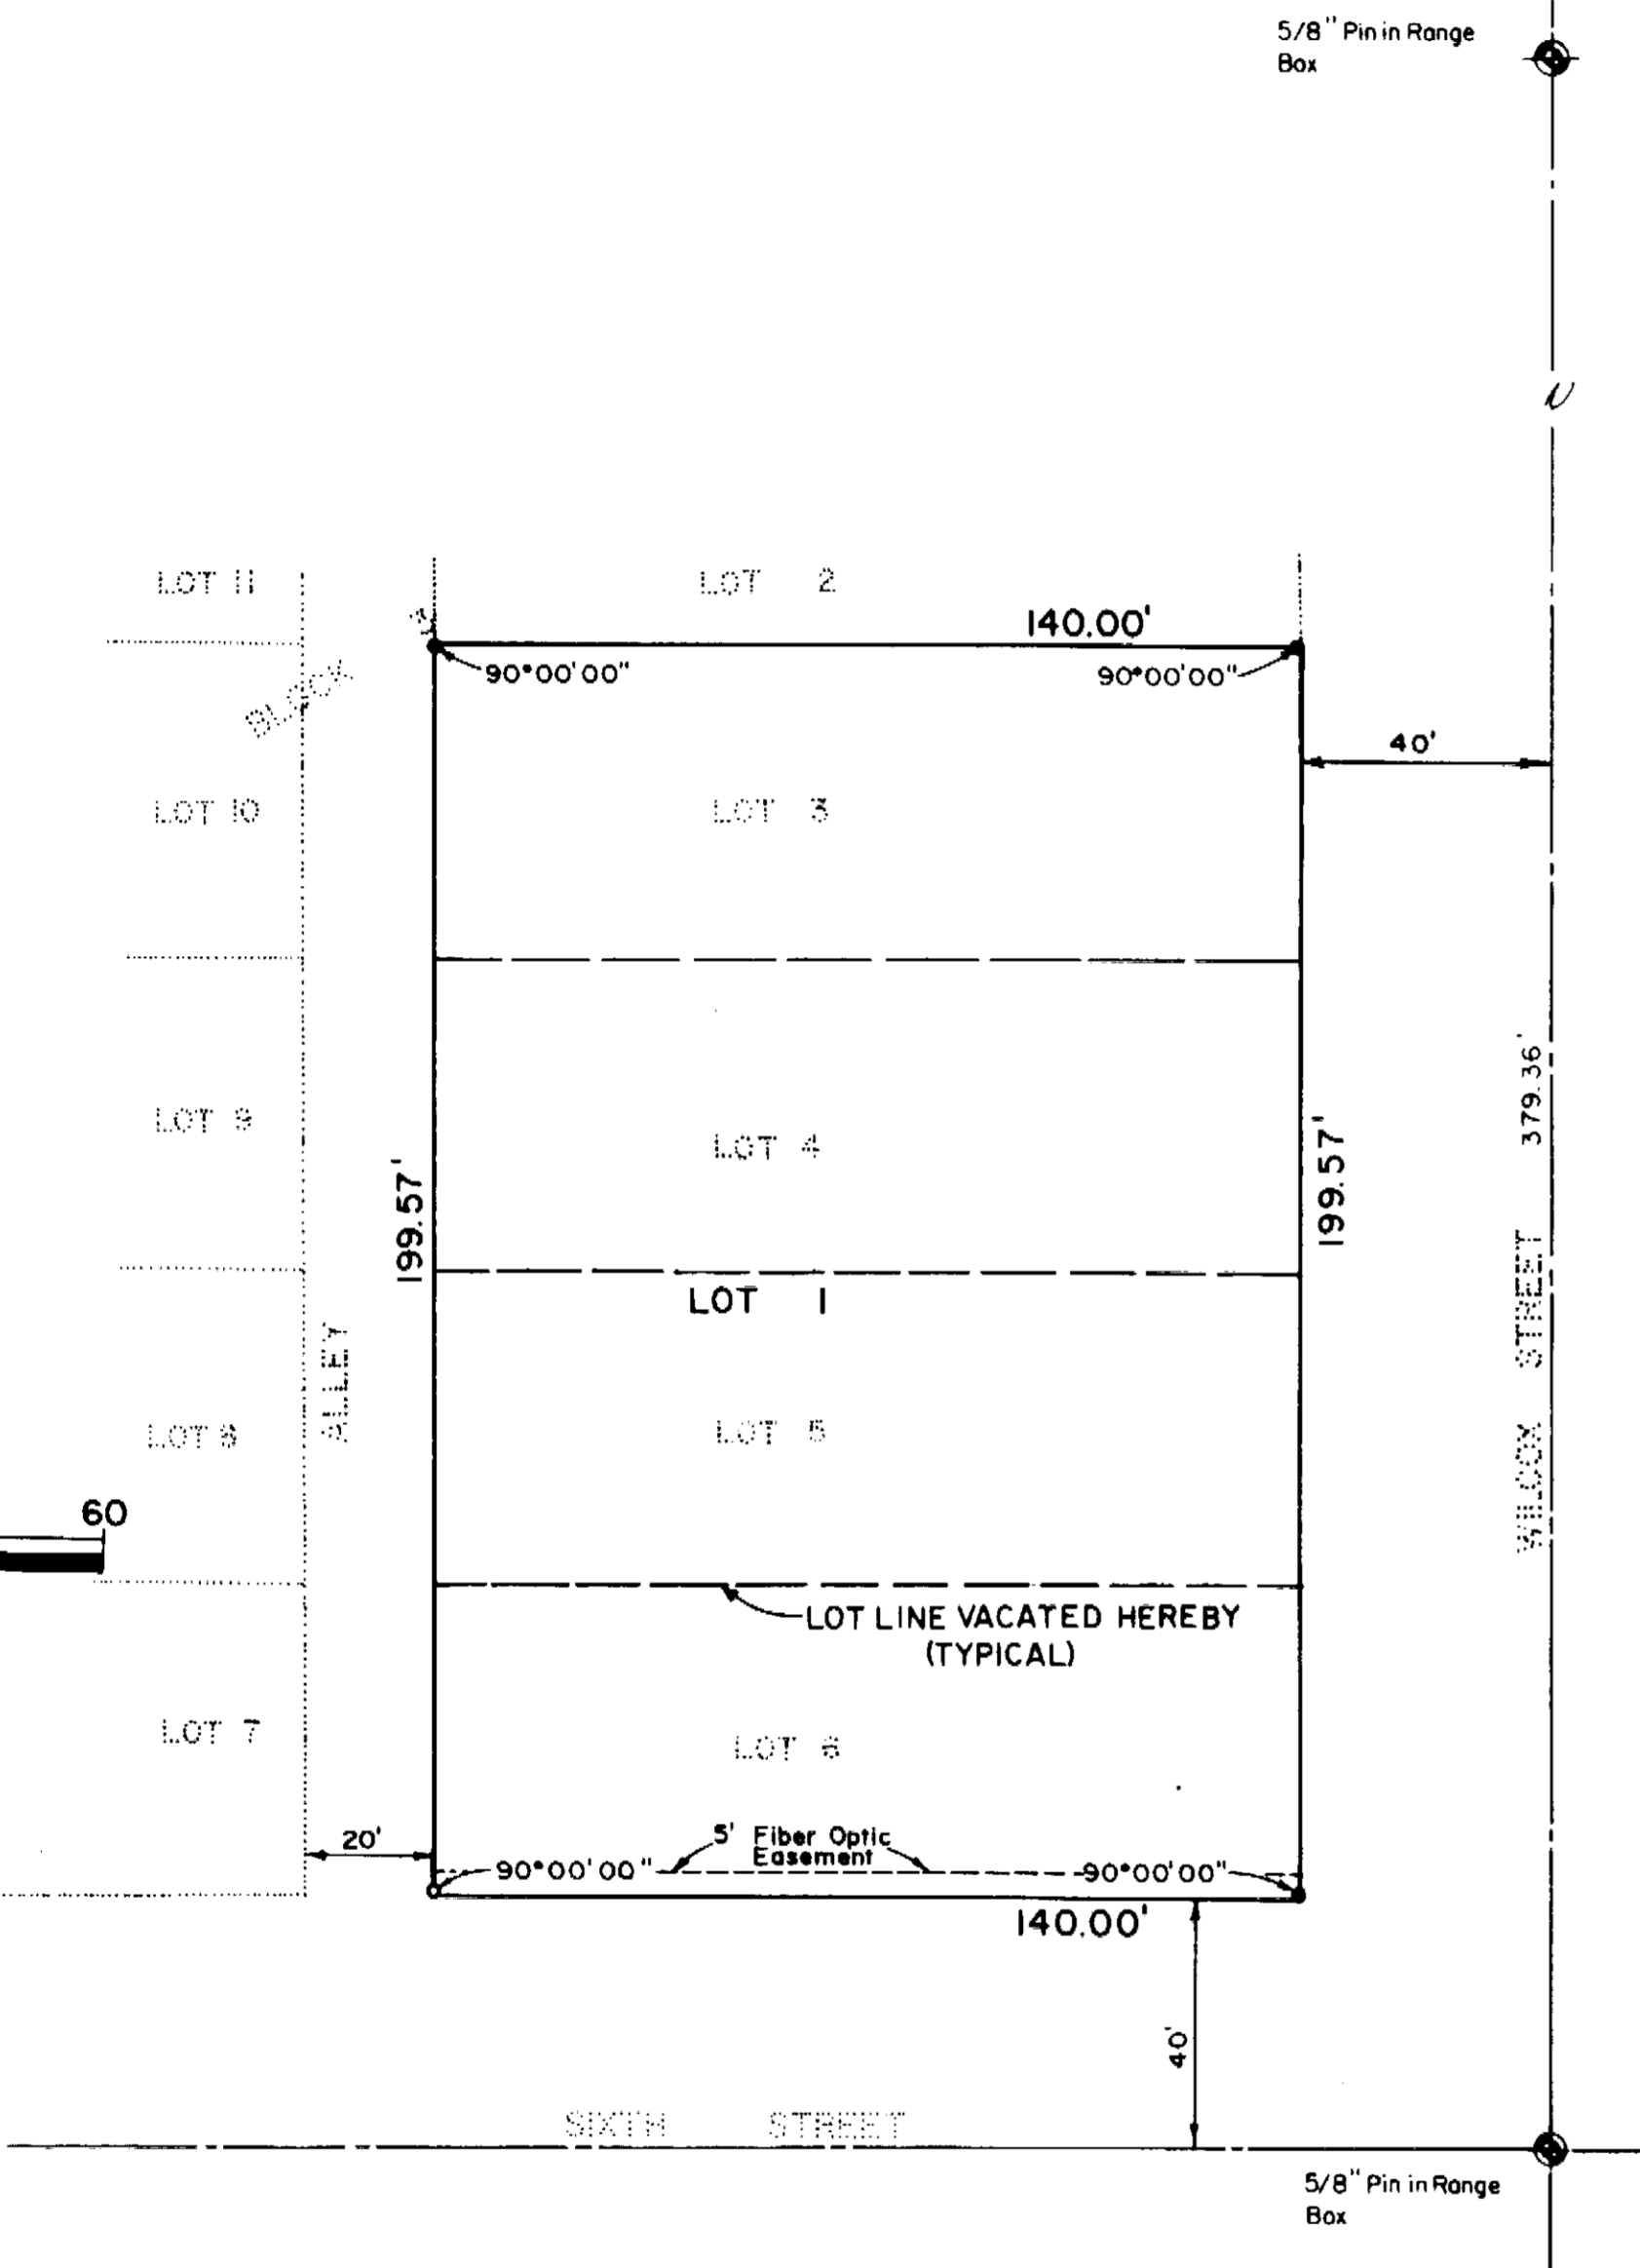 5/8" Pin in Range
Box
N
LOT 11
LOT 2
140.00'
90°00'00"
90°00'00"
BLOCK
40'
LOT 10
LOT 3
LOT 9
LOT 4
199.57'
199.57'
379.36'
WILCOX STREET
LOT 1
ALLEY
LOT 8
LOT 5
60
LOT LINE VACATED HEREBY
(TYPICAL)
LOT 7
LOT 6
20'
5' Fiber Optic
Easement
90°00'00"
90°00'00"
140.00'
40'
SIXTH STREET
5/8" Pin in Range
Box